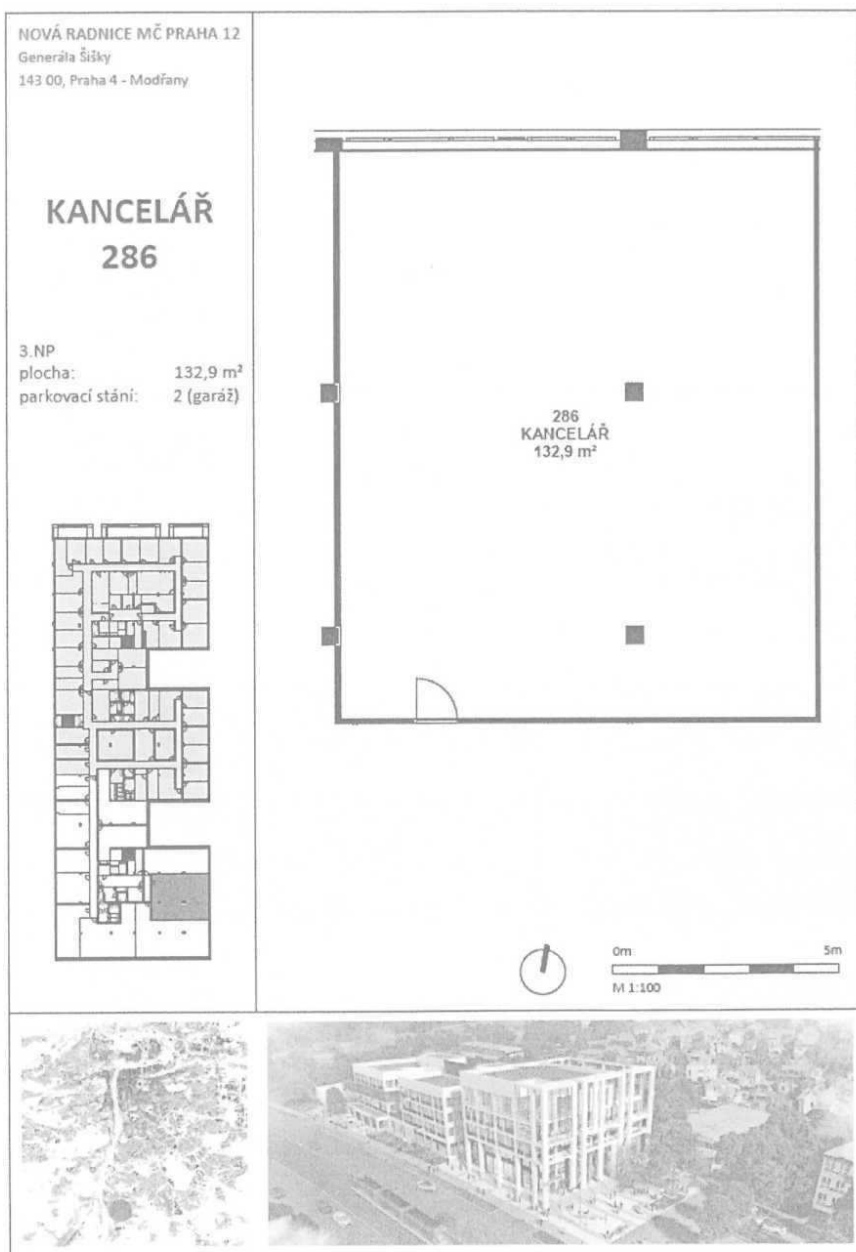 NOVÁ RADNICE MČ PRAHA 12
Generála Šišky
143 00, Praha 4 - Modřany
KANCELÁŘ
286
3.NP
plocha: 132,9 m²
parkovací stání: 2 (garáž)
286
KANCELÁŘ
132,9 m²
0m 5m
M 1:100